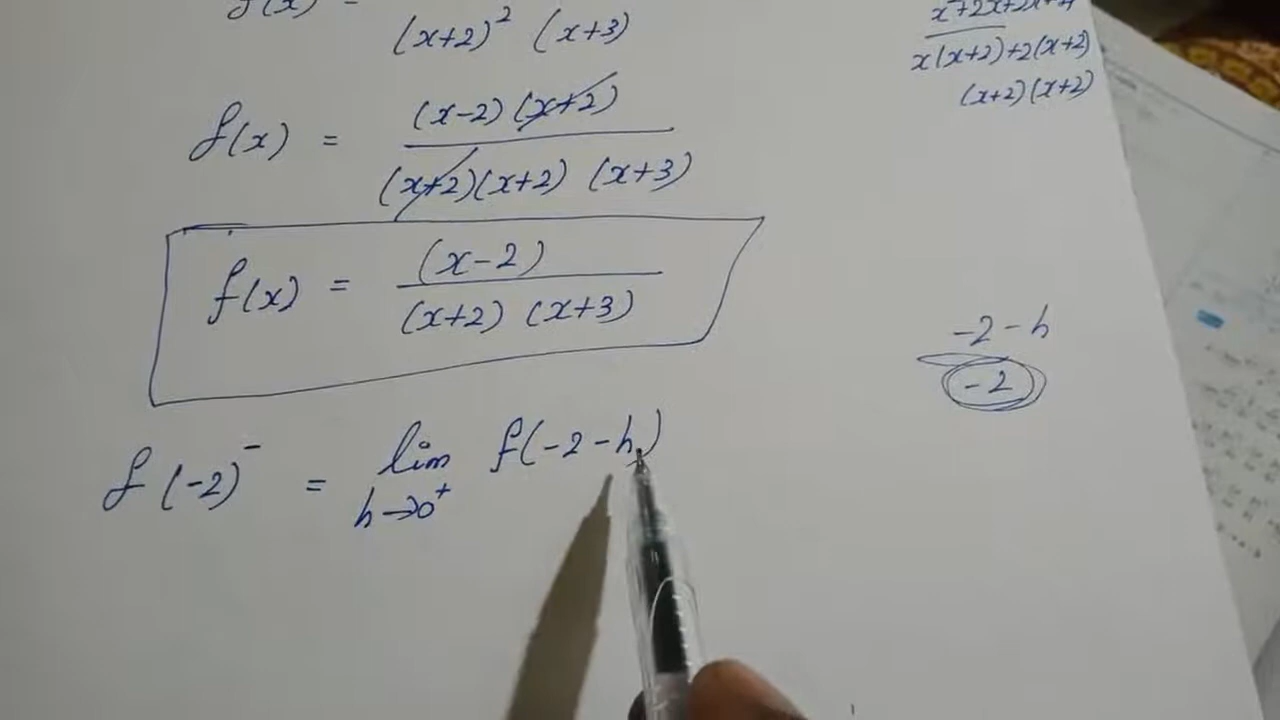 f(x) =
(x+2)² (x+3)
f(x) = (x-2)(x+2)
(x+2)(x+2) (x+3)
f(x) = (x-2)
(x+2) (x+3)
f(-2)⁻ = lim f(-2-h)
h→0⁺
x(x+2)+2(x+2)
(x+2)(x+2)
-2-h
-2